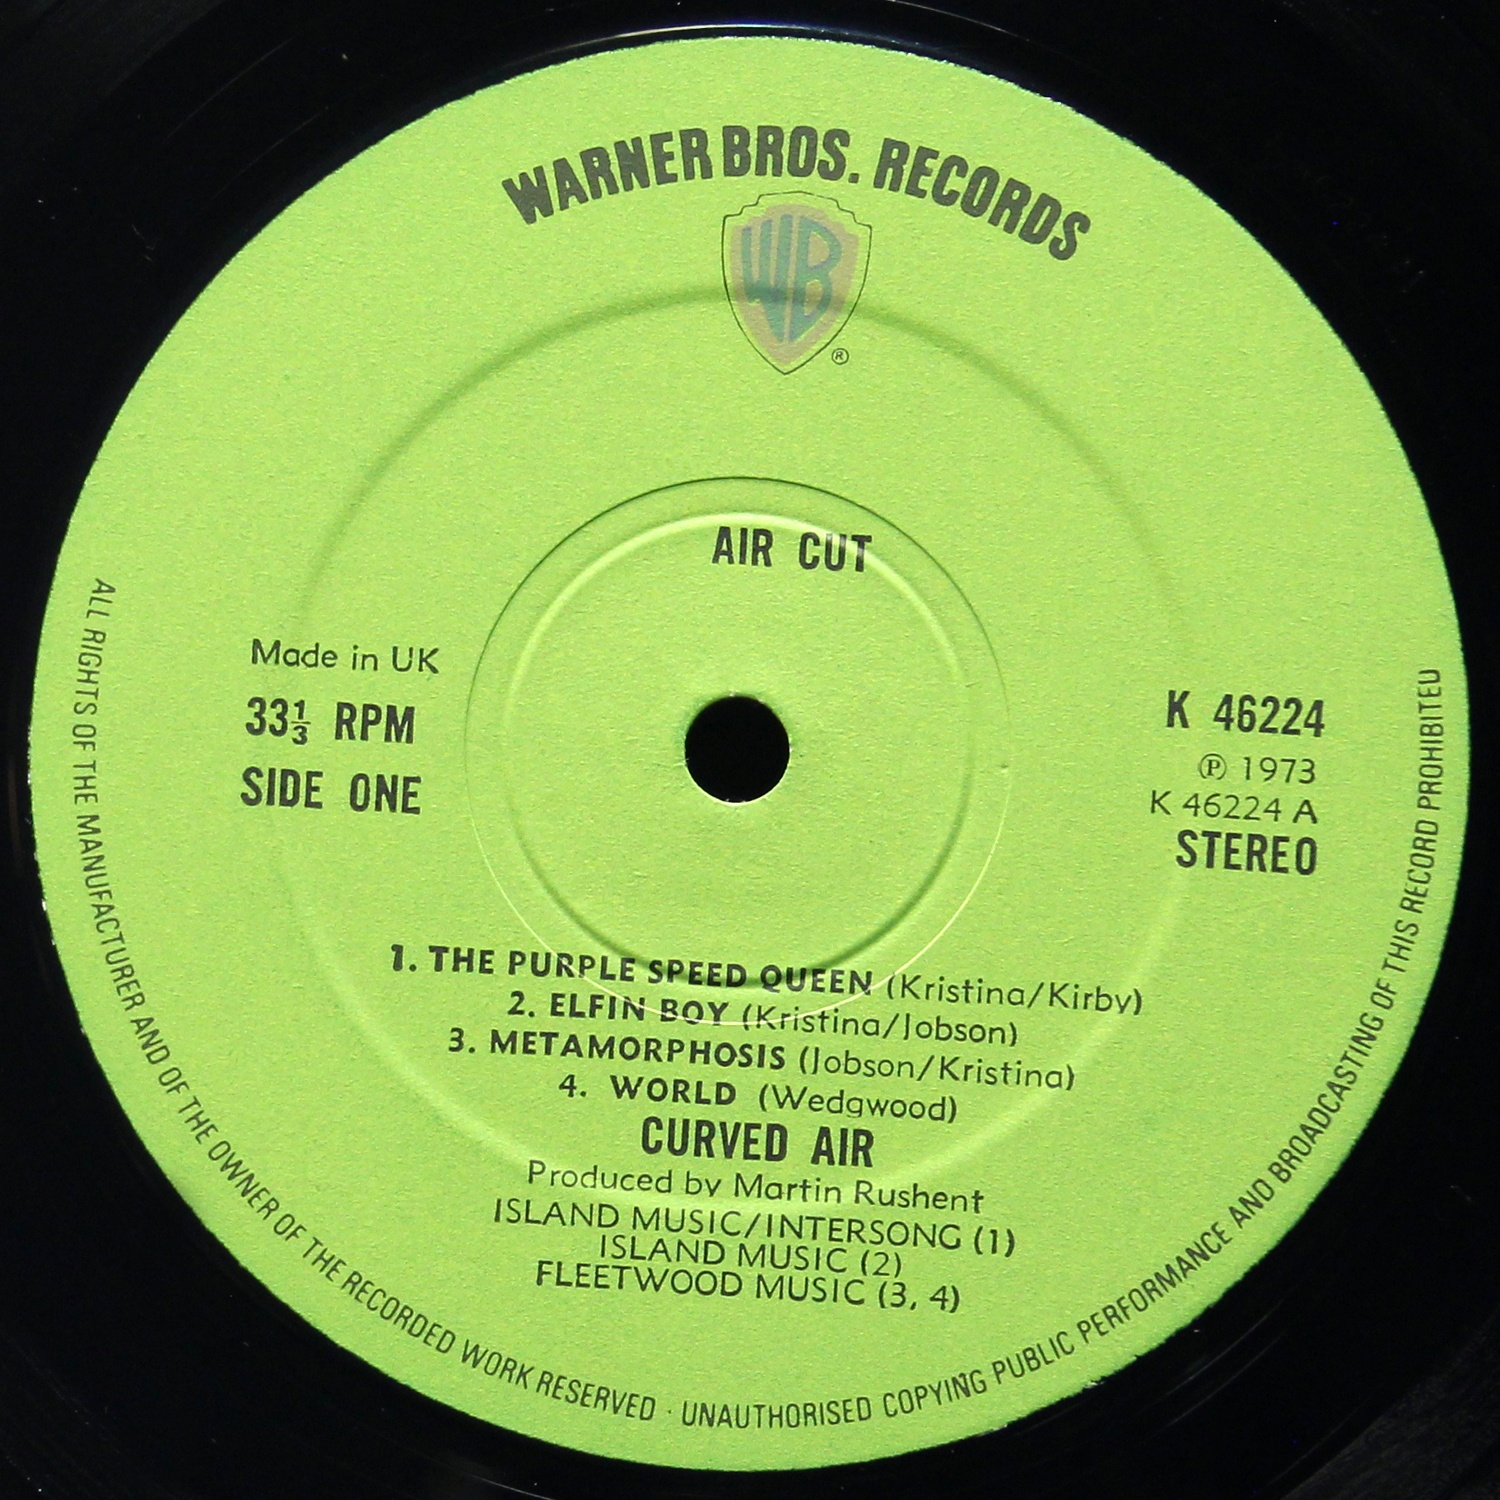 WARNER BROS. RECORDS
WB
®
AIR CUT
Made in UK
33⅓ RPM
SIDE ONE
K 46224
℗ 1973
K 46224 A
STEREO
1. THE PURPLE SPEED QUEEN (Kristina/Kirby)
2. ELFIN BOY (Kristina/Jobson)
3. METAMORPHOSIS (Jobson/Kristina)
4. WORLD (Wedgwood)
CURVED AIR
Produced by Martin Rushent
ISLAND MUSIC/INTERSONG (1)
ISLAND MUSIC (2)
FLEETWOOD MUSIC (3, 4)
ALL RIGHTS OF THE MANUFACTURER AND OF THE OWNER OF THE RECORDED WORK RESERVED · UNAUTHORISED COPYING PUBLIC PERFORMANCE AND BROADCASTING OF THIS RECORD PROHIBITED